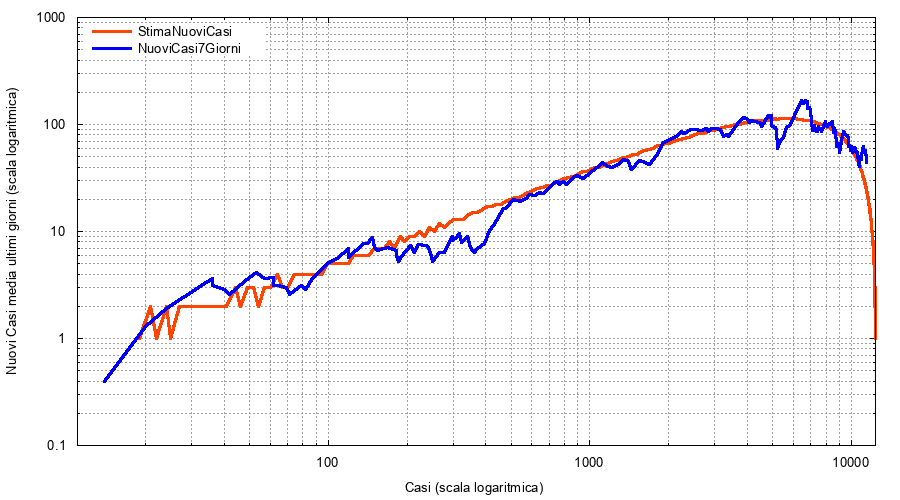 1000
StimaNuoviCasi
NuoviCasi7Giorni
100
10
1
0.1
Nuovi Casi media ultimi giorni (scala logaritmica)
100
1000
10000
Casi (scala logaritmica)